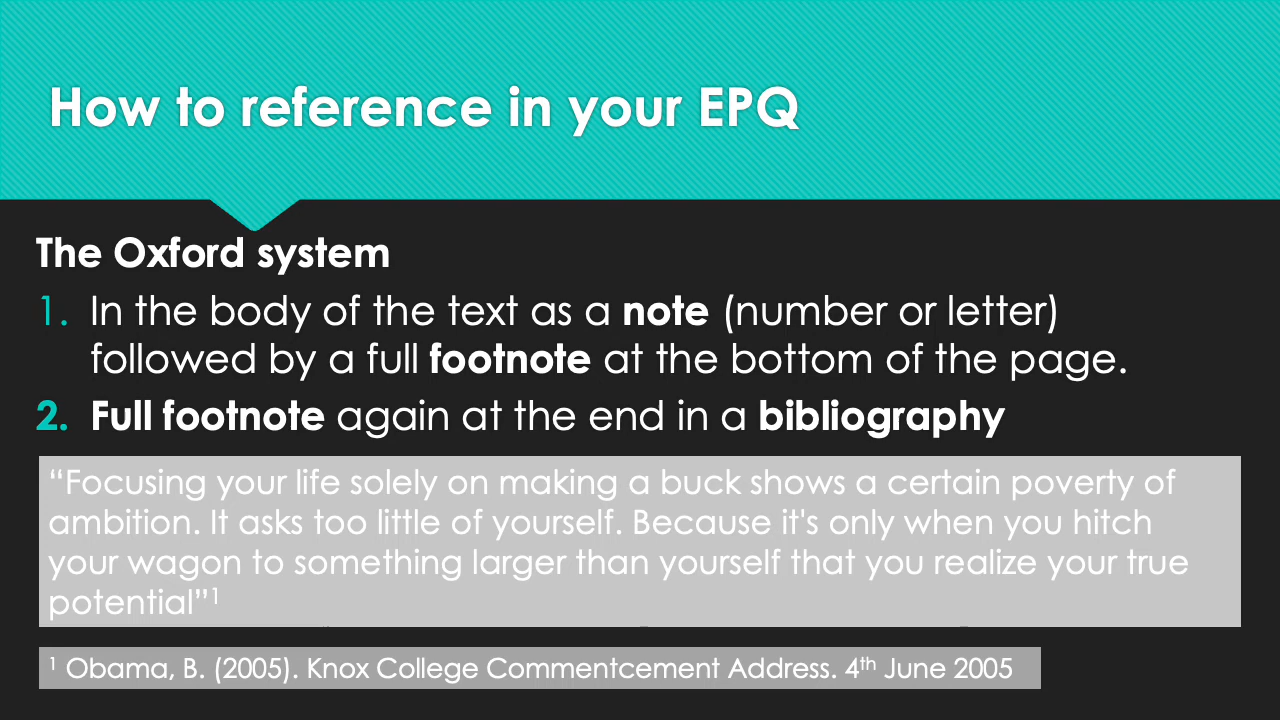 How to reference in your EPQ
The Oxford system
1. In the body of the text as a note (number or letter)
followed by a full footnote at the bottom of the page.
2. Full footnote again at the end in a bibliography
“Focusing your life solely on making a buck shows a certain poverty of
ambition. It asks too little of yourself. Because it's only when you hitch
your wagon to something larger than yourself that you realize your true
potential”¹
¹ Obama, B. (2005). Knox College Commentcement Address. 4th June 2005